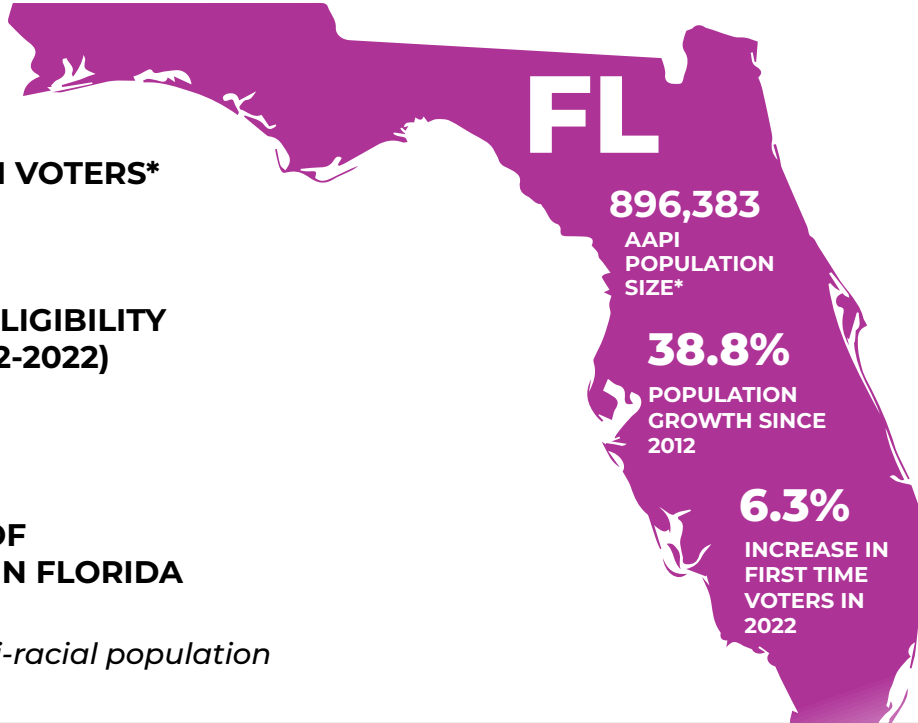 FL
VOTERS*
896,383
AAPI
POPULATION
SIZE*
LIGIBILITY
2-2022)
38.8%
POPULATION
GROWTH SINCE
2012
6.3%
INCREASE IN
FIRST TIME
VOTERS IN
2022
OF
N FLORIDA
i-racial population